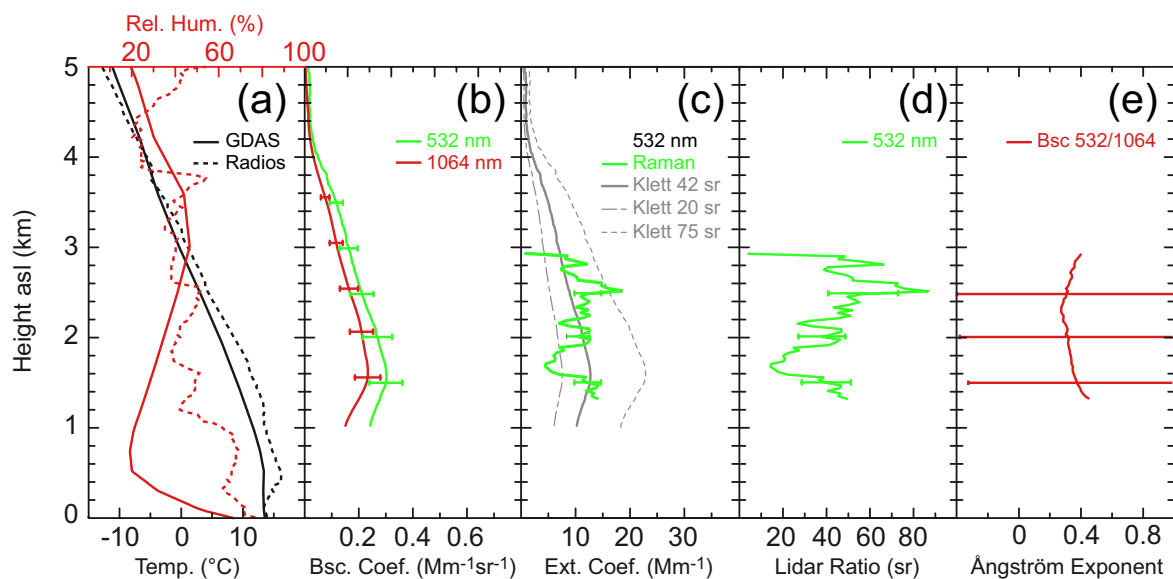 Rel. Hum. (%)
20 40 60 80 100
5 4 3 2 1 0
Height asl (km)
(a)
GDAS
Radios
-10 0 10
Temp. (°C)
(b)
532 nm
1064 nm
0.2 0.4 0.6
Bsc. Coef. (Mm⁻¹sr⁻¹)
(c)
532 nm
Raman
Klett 42 sr
Klett 20 sr
Klett 75 sr
10 20 30
Ext. Coef. (Mm⁻¹)
(d)
532 nm
20 40 60 80
Lidar Ratio (sr)
(e)
Bsc 532/1064
0 0.4 0.8
Ångström Exponent